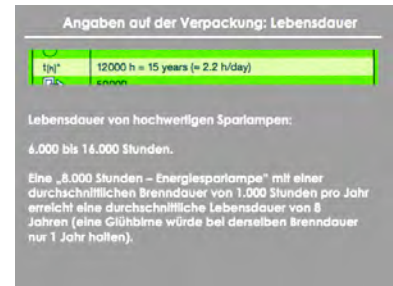 Angaben auf der Verpackung: Lebensdauer
t[h]* 12000 h = 15 years (= 2.2 h/day)
50000
Lebensdauer von hochwertigen Sparlampen:
6.000 bis 16.000 Stunden.
Eine „8.000 Stunden – Energiesparlampe“ mit einer
durchschnittlichen Brenndauer von 1.000 Stunden pro Jahr
erreicht eine durchschnittliche Lebensdauer von 8
Jahren (eine Glühbirne würde bei derselben Brenndauer
nur 1 Jahr halten).